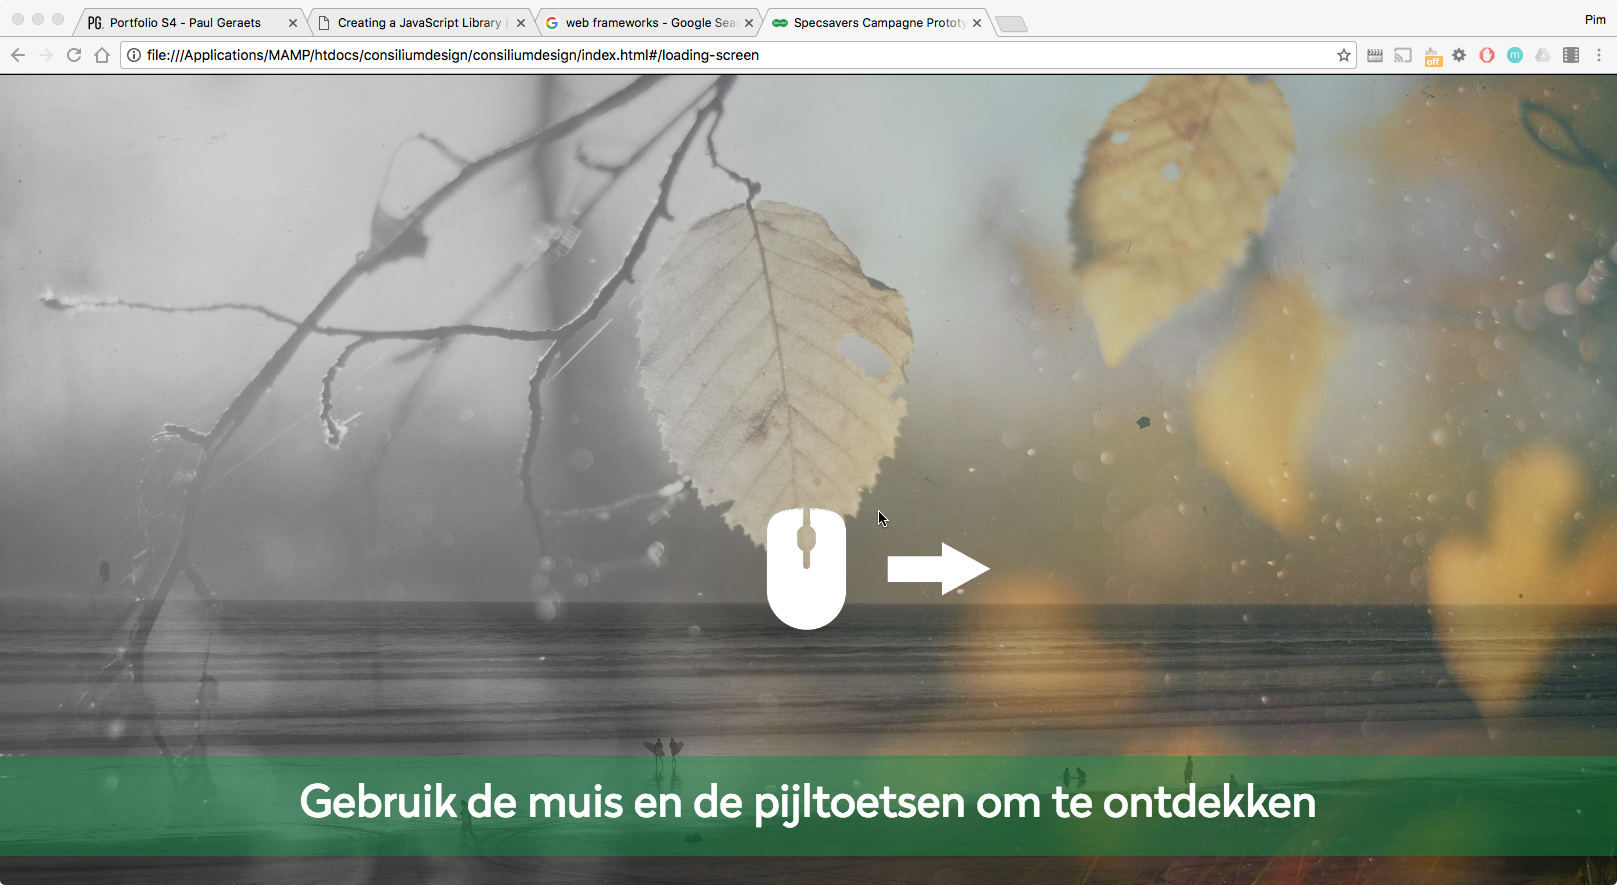 PG. Portfolio S4 - Paul Geraets
Creating a JavaScript Library
web frameworks - Google Sear
Specsavers Campagne Prototy
Pim
file:///Applications/MAMP/htdocs/consiliumdesign/consiliumdesign/index.html#/loading-screen
off
m
Gebruik de muis en de pijltoetsen om te ontdekken